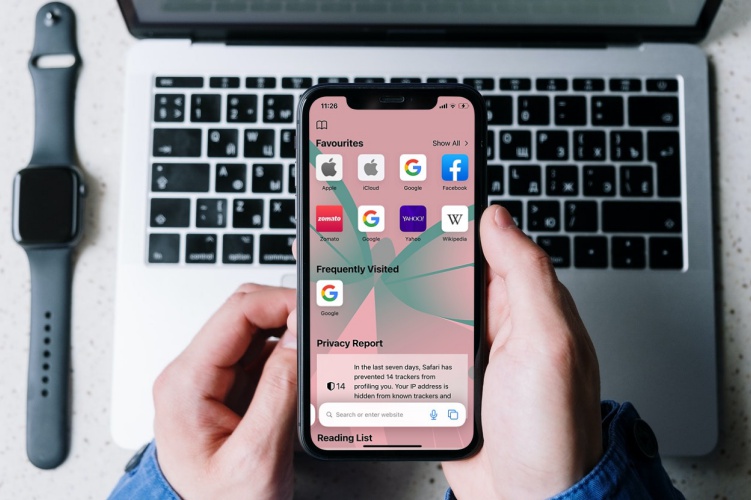 11:26
Favourites
Show All >
Apple
iCloud
Google
Facebook
zomato
YAHOO!
W
Zomato
Google
Yahoo
Wikipedia
Frequently Visited
Google
Privacy Report
14
In the last seven days, Safari has
prevented 14 trackers from
profiling you. Your IP address is
hidden from known trackers and
Search or enter website
Reading List
control
option